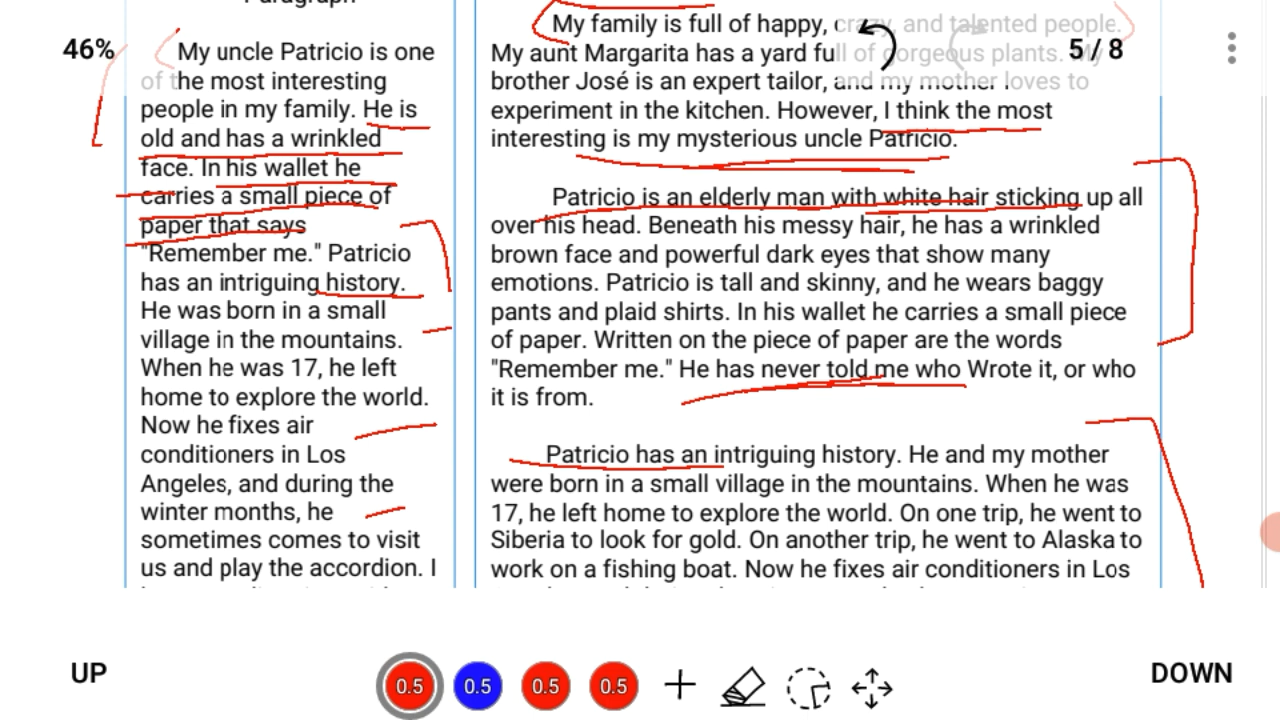 Paragraph
46%
5 / 8
My uncle Patricio is one
of the most interesting
people in my family. He is
old and has a wrinkled
face. In his wallet he
carries a small piece of
paper that says
"Remember me." Patricio
has an intriguing history.
He was born in a small
village in the mountains.
When he was 17, he left
home to explore the world.
Now he fixes air
conditioners in Los
Angeles, and during the
winter months, he
sometimes comes to visit
us and play the accordion. I
My family is full of happy, crazy, and talented people.
My aunt Margarita has a yard full of gorgeous plants. My
brother José is an expert tailor, and my mother loves to
experiment in the kitchen. However, I think the most
interesting is my mysterious uncle Patricio.
Patricio is an elderly man with white hair sticking up all
over his head. Beneath his messy hair, he has a wrinkled
brown face and powerful dark eyes that show many
emotions. Patricio is tall and skinny, and he wears baggy
pants and plaid shirts. In his wallet he carries a small piece
of paper. Written on the piece of paper are the words
"Remember me." He has never told me who Wrote it, or who
it is from.
Patricio has an intriguing history. He and my mother
were born in a small village in the mountains. When he was
17, he left home to explore the world. On one trip, he went to
Siberia to look for gold. On another trip, he went to Alaska to
work on a fishing boat. Now he fixes air conditioners in Los
UP
0.5
0.5
0.5
0.5
DOWN